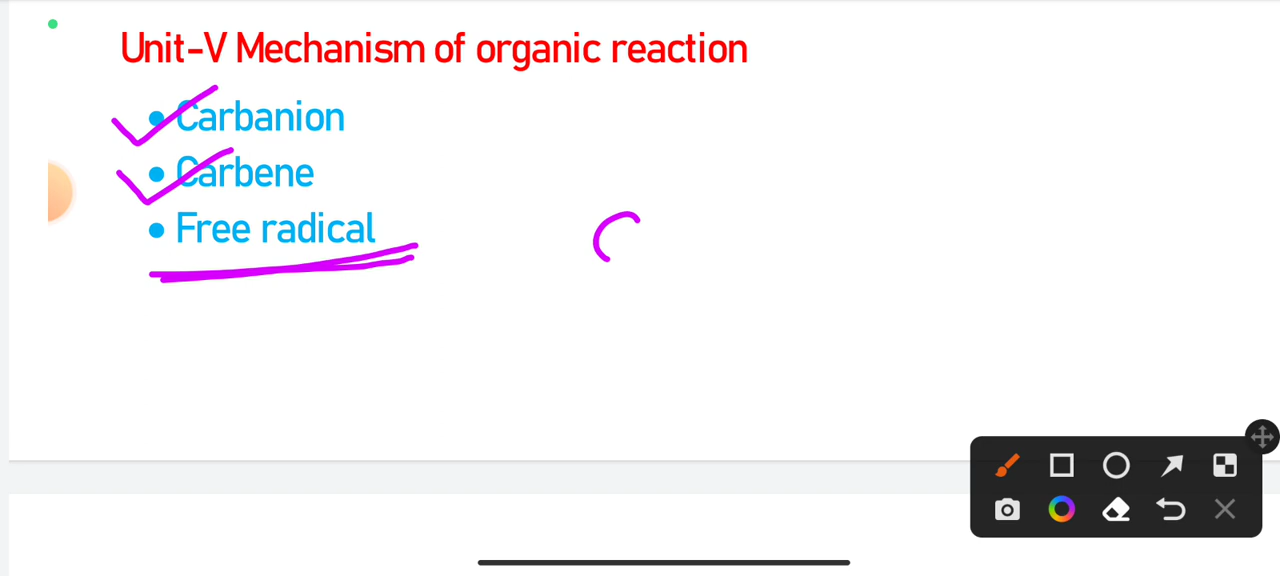 Unit-V Mechanism of organic reaction
• Carbanion
• Carbene
• Free radical